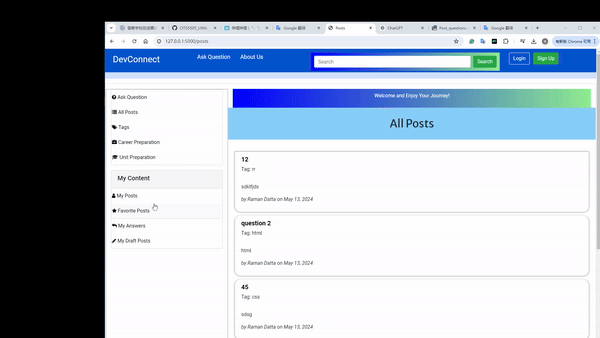 Google 翻译
Posts
ChatGPT
Google 翻译
127.0.0.1:5000/posts
DevConnect
Ask Question
About Us
Search
Search
Login
Sign Up
Ask Question
All Posts
Tags
Career Preparation
Unit Preparation
My Content
My Posts
Favorite Posts
My Answers
My Draft Posts
Welcome and Enjoy Your Journey!
All Posts
12
Tag: rr
sdklfjds
by Raman Datta on May 13, 2024
question 2
Tag: html
html
by Raman Datta on May 13, 2024
45
Tag: css
sdsg
by Raman Datta on May 13, 2024